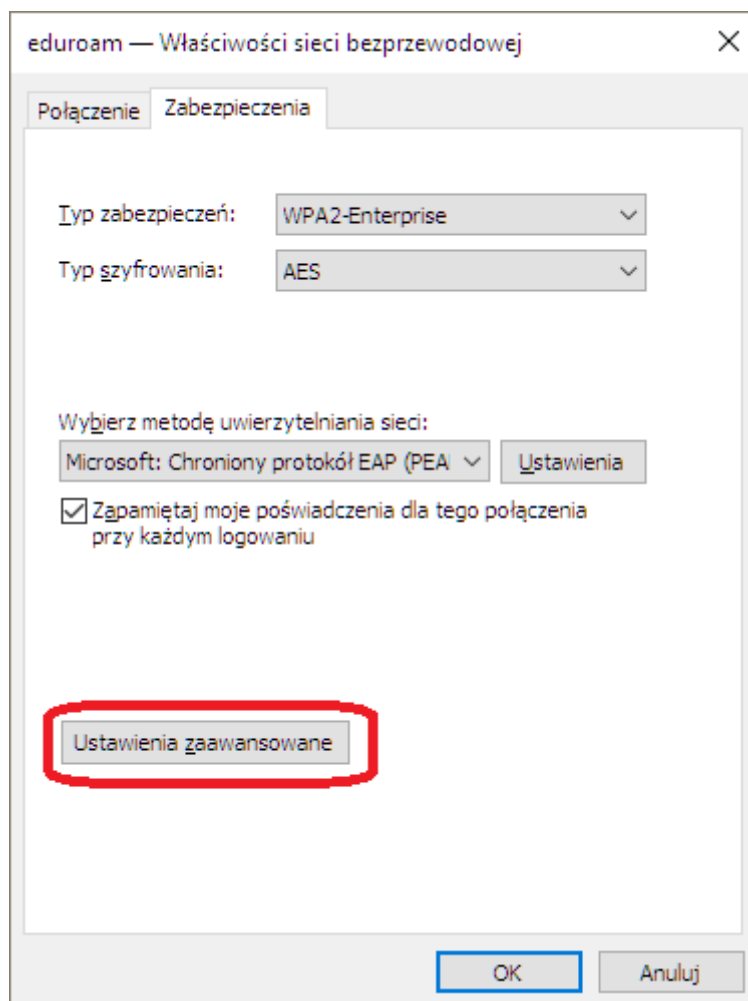 eduroam — Właściwości sieci bezprzewodowej
Połączenie Zabezpieczenia
Typ zabezpieczeń: WPA2-Enterprise
Typ szyfrowania: AES
Wybierz metodę uwierzytelniania sieci:
Microsoft: Chroniony protokół EAP (PEA Ustawienia
Zapamiętaj moje poświadczenia dla tego połączenia
przy każdym logowaniu
Ustawienia zaawansowane
OK Anuluj